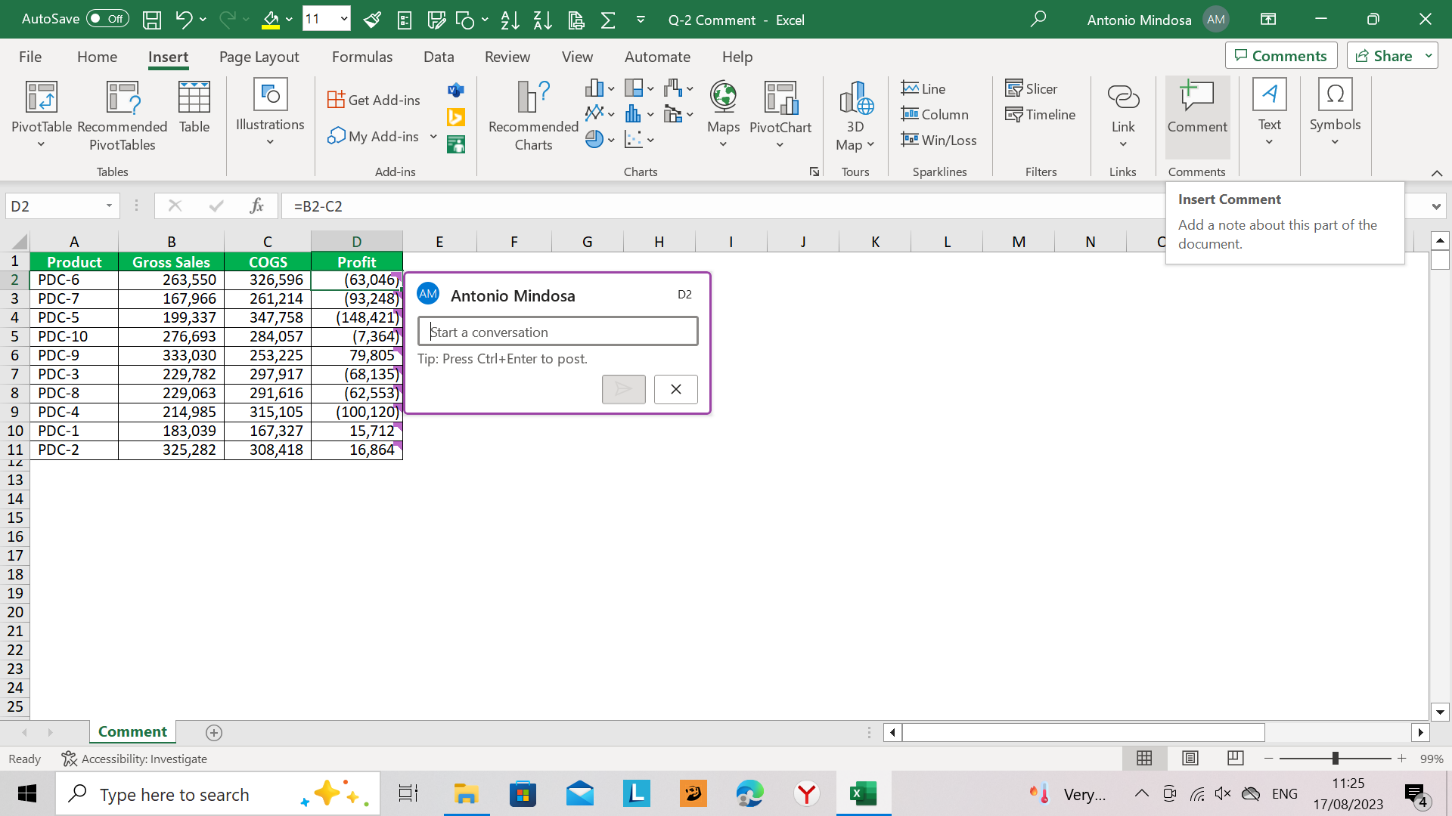 AutoSave Off 11 Q-2 Comment - Excel Antonio Mindosa AM
File Home Insert Page Layout Formulas Data Review View Automate Help Comments Share
PivotTable Recommended PivotTables Table Illustrations
Get Add-ins
My Add-ins
Recommended Charts Maps PivotChart 3D Map
Line
Column
Win/Loss
Slicer
Timeline
Link Comment Text Symbols
Tables Add-ins Charts Tours Sparklines Filters Links Comments
Insert Comment
Add a note about this part of the
document.
D2 fx =B2-C2
A B C D E F G H I J K L M N
1 Product Gross Sales COGS Profit
2 PDC-6 263,550 326,596 (63,046)
3 PDC-7 167,966 261,214 (93,248)
4 PDC-5 199,337 347,758 (148,421)
5 PDC-10 276,693 284,057 (7,364)
6 PDC-9 333,030 253,225 79,805
7 PDC-3 229,782 297,917 (68,135)
8 PDC-8 229,063 291,616 (62,553)
9 PDC-4 214,985 315,105 (100,120)
10 PDC-1 183,039 167,327 15,712
11 PDC-2 325,282 308,418 16,864
12
13
14
15
16
17
18
19
20
21
22
23
24
25
AM Antonio Mindosa D2
Start a conversation
Tip: Press Ctrl+Enter to post.
Comment
Ready Accessibility: Investigate 99%
Type here to search Very... ENG 11:25
17/08/2023 4